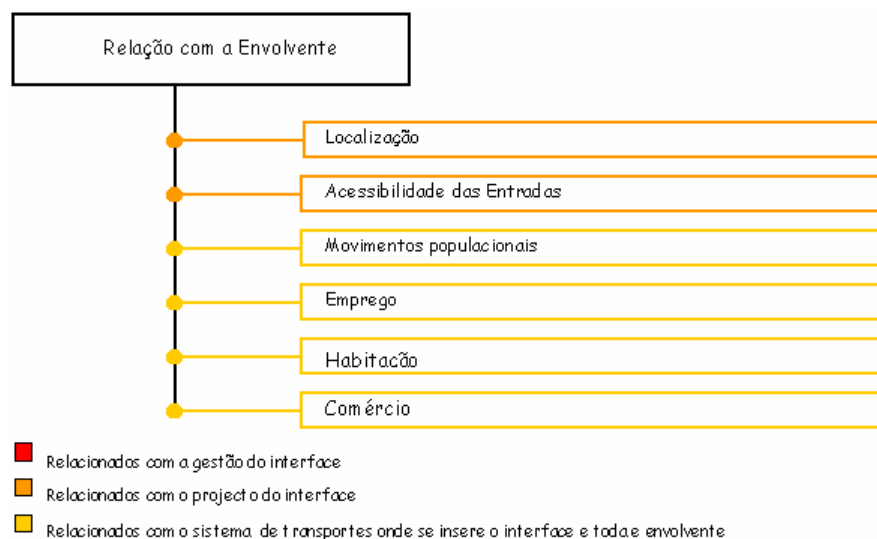 Relação com a Envolvente
Localização
Acessibilidade das Entradas
Movimentos populacionais
Emprego
Habitação
Comércio
Relacionados com a gestão do interface
Relacionados com o projecto do interface
Relacionados com o sistema de transportes onde se insere o interface e toda e envolvente